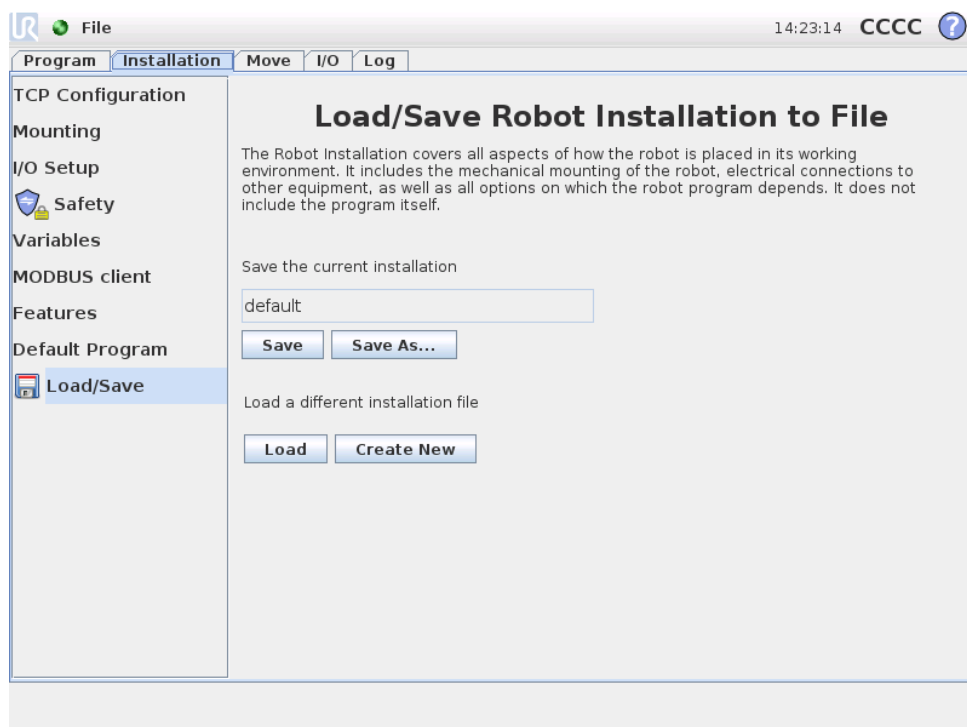 UR File 14:23:14 CCCC ?
Program Installation Move I/O Log
TCP Configuration
Mounting
I/O Setup
Safety
Variables
MODBUS client
Features
Default Program
Load/Save
Load/Save Robot Installation to File
The Robot Installation covers all aspects of how the robot is placed in its working
environment. It includes the mechanical mounting of the robot, electrical connections to
other equipment, as well as all options on which the robot program depends. It does not
include the program itself.
Save the current installation
default
Save Save As...
Load a different installation file
Load Create New